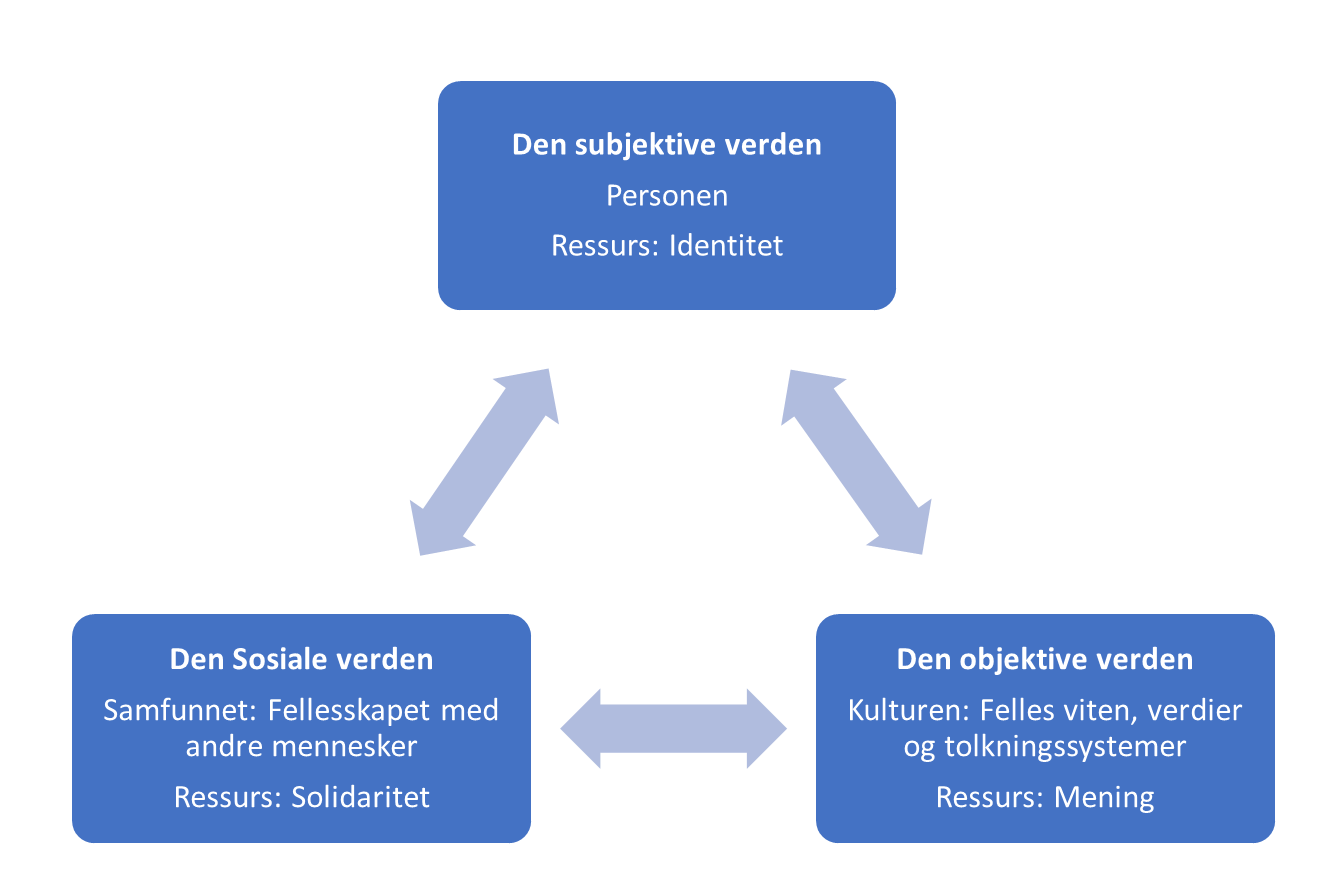 Den subjektive verden
Personen
Ressurs: Identitet
Den Sosiale verden
Samfunnet: Fellesskapet med
andre mennesker
Ressurs: Solidaritet
Den objektive verden
Kulturen: Felles viten, verdier
og tolkningssystemer
Ressurs: Mening